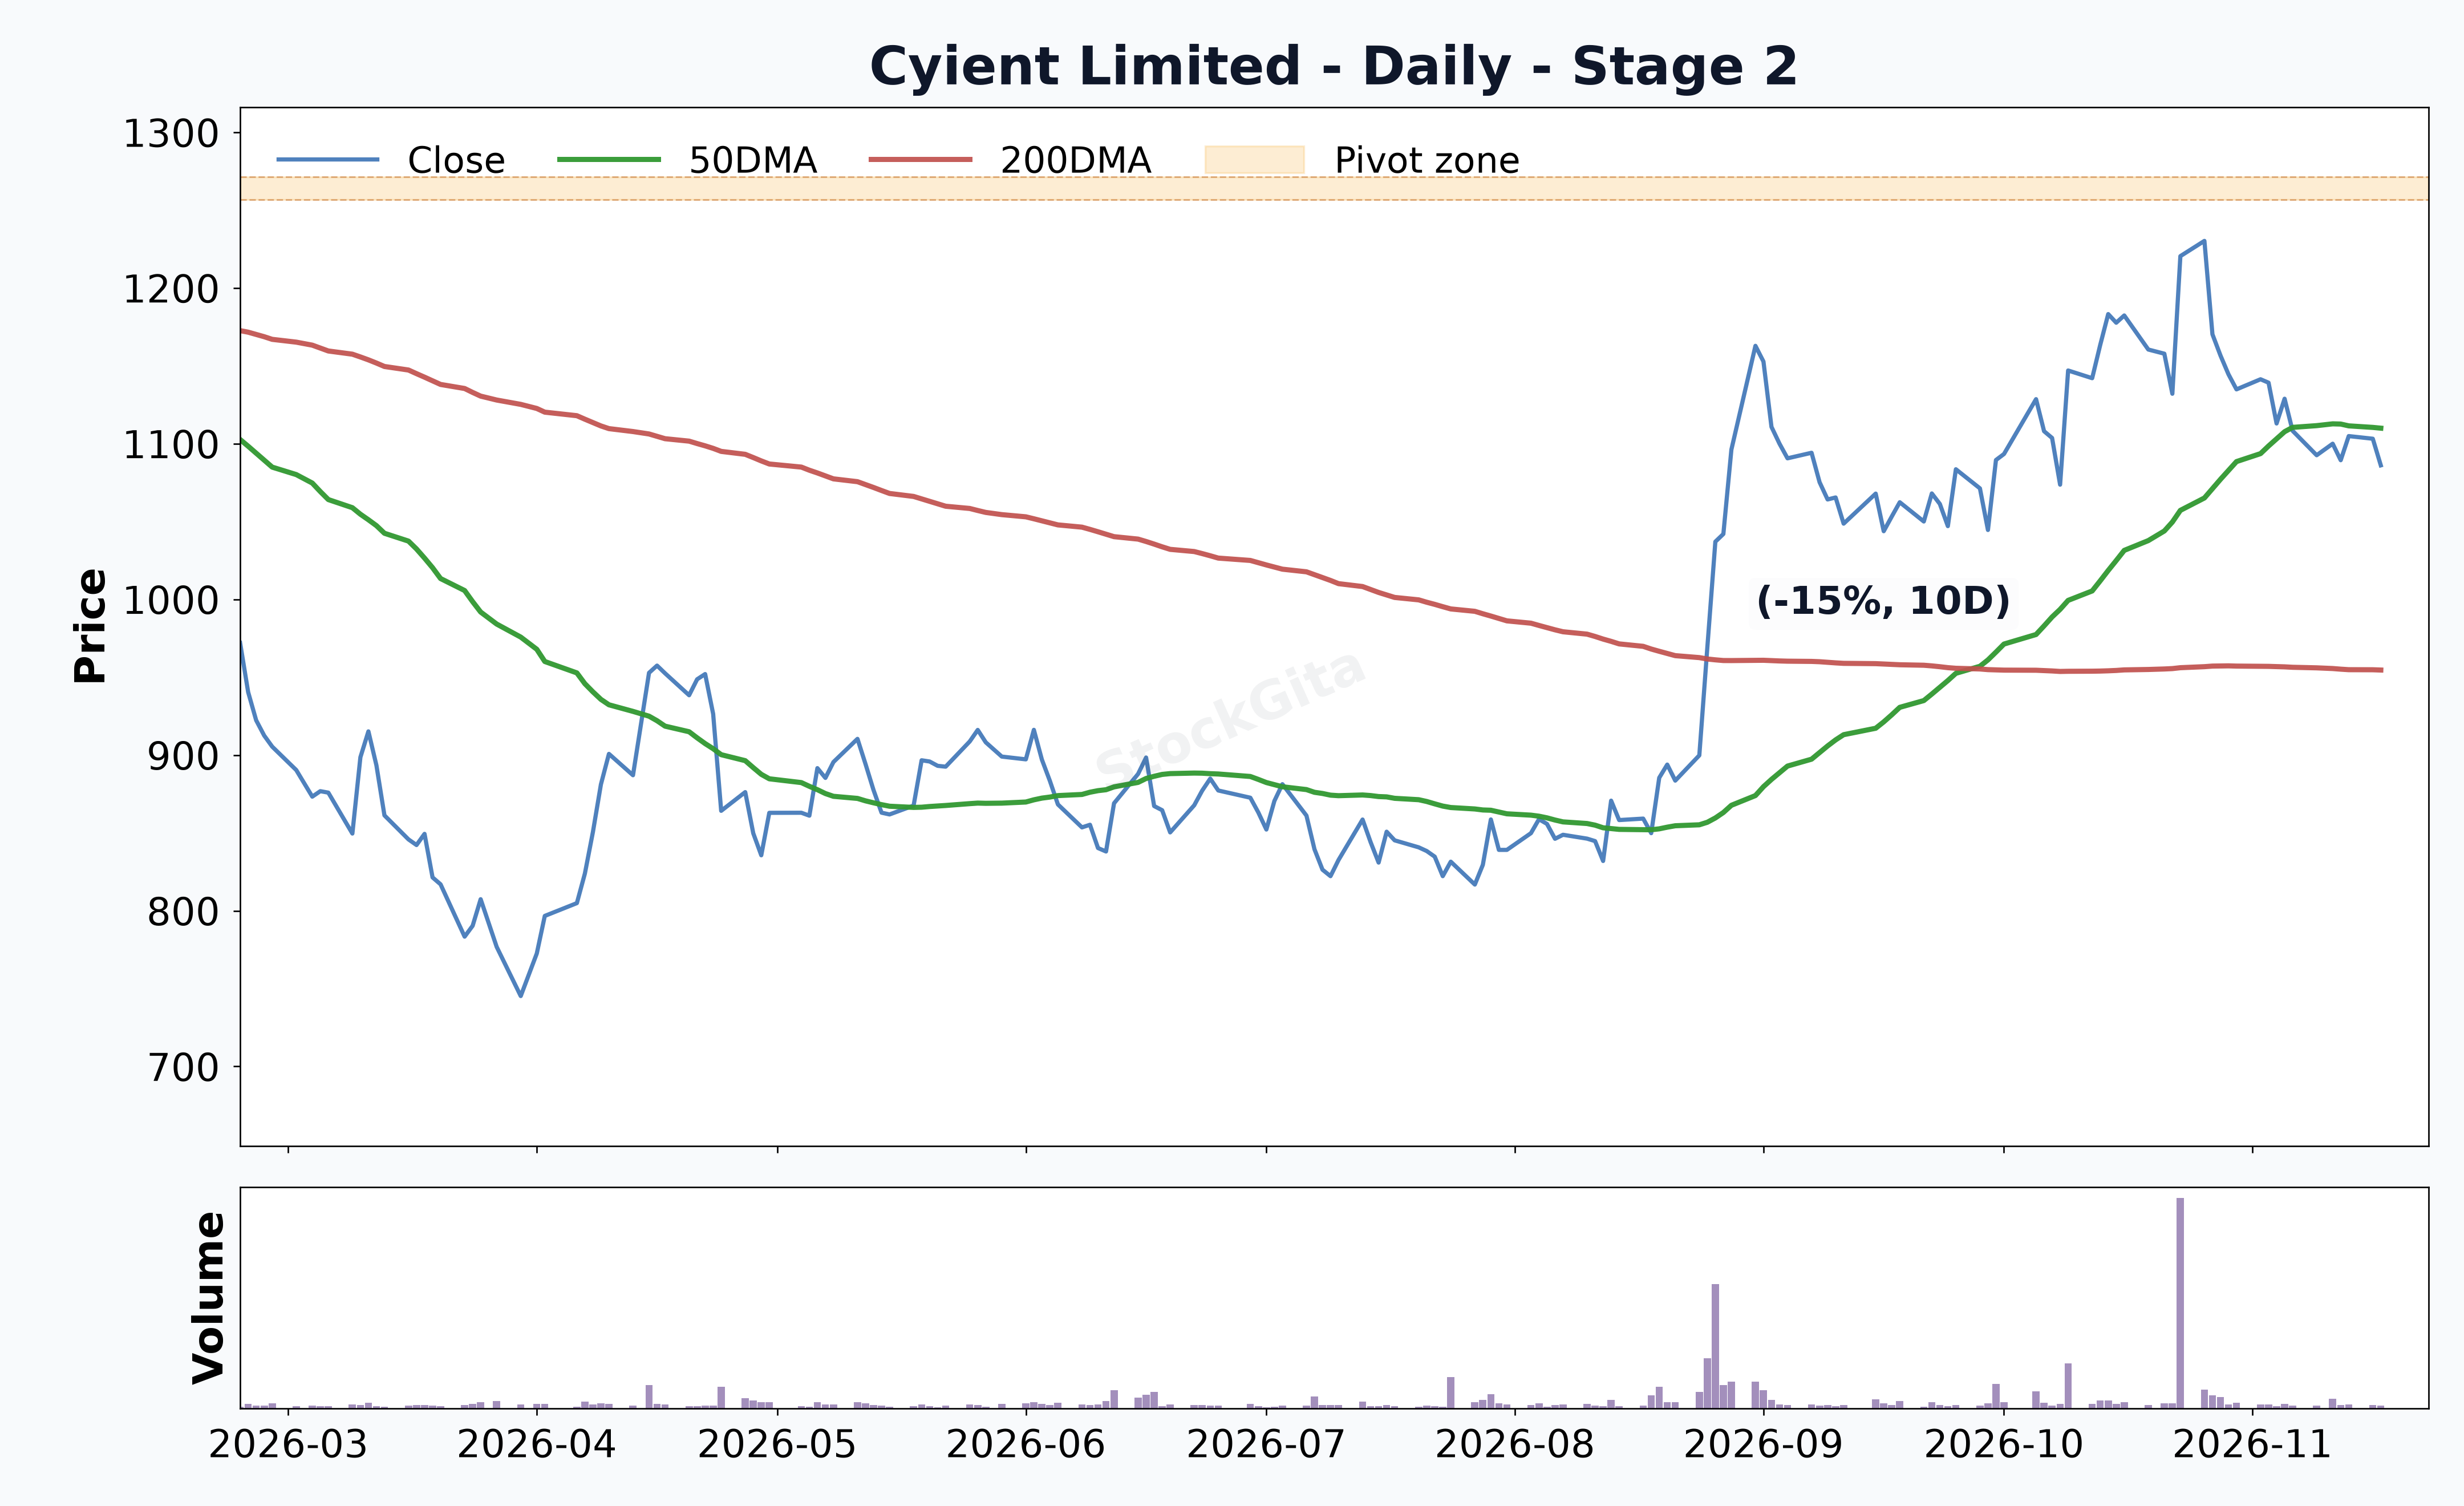 Cyient Limited - Daily - Stage 2
Close 50DMA 200DMA Pivot zone
1300
1200
1100
1000
900
800
700
Price
(-15%, 10D)
StockGita
Volume
2026-03 2026-04 2026-05 2026-06 2026-07 2026-08 2026-09 2026-10 2026-11